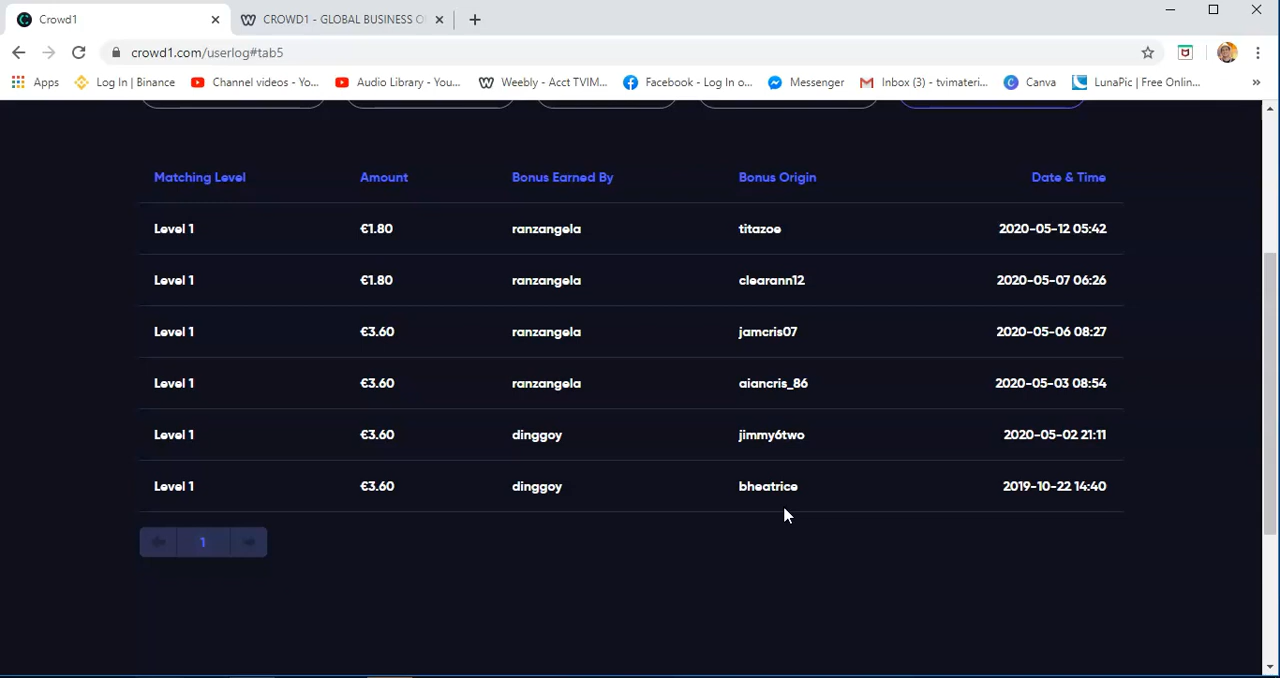 Crowd1
CROWD1 - GLOBAL BUSINESS O
crowd1.com/userlog#tab5
Apps Log In | Binance Channel videos - Yo... Audio Library - You... Weebly - Acct TVIM... Facebook - Log In o... Messenger Inbox (3) - tvimateri... Canva LunaPic | Free Onlin... »
Matching Level Amount Bonus Earned By Bonus Origin Date & Time
Level 1 €1.80 ranzangela titazoe 2020-05-12 05:42
Level 1 €1.80 ranzangela clearann12 2020-05-07 06:26
Level 1 €3.60 ranzangela jamcris07 2020-05-06 08:27
Level 1 €3.60 ranzangela aiancris_86 2020-05-03 08:54
Level 1 €3.60 dinggoy jimmy6two 2020-05-02 21:11
Level 1 €3.60 dinggoy bheatrice 2019-10-22 14:40
1